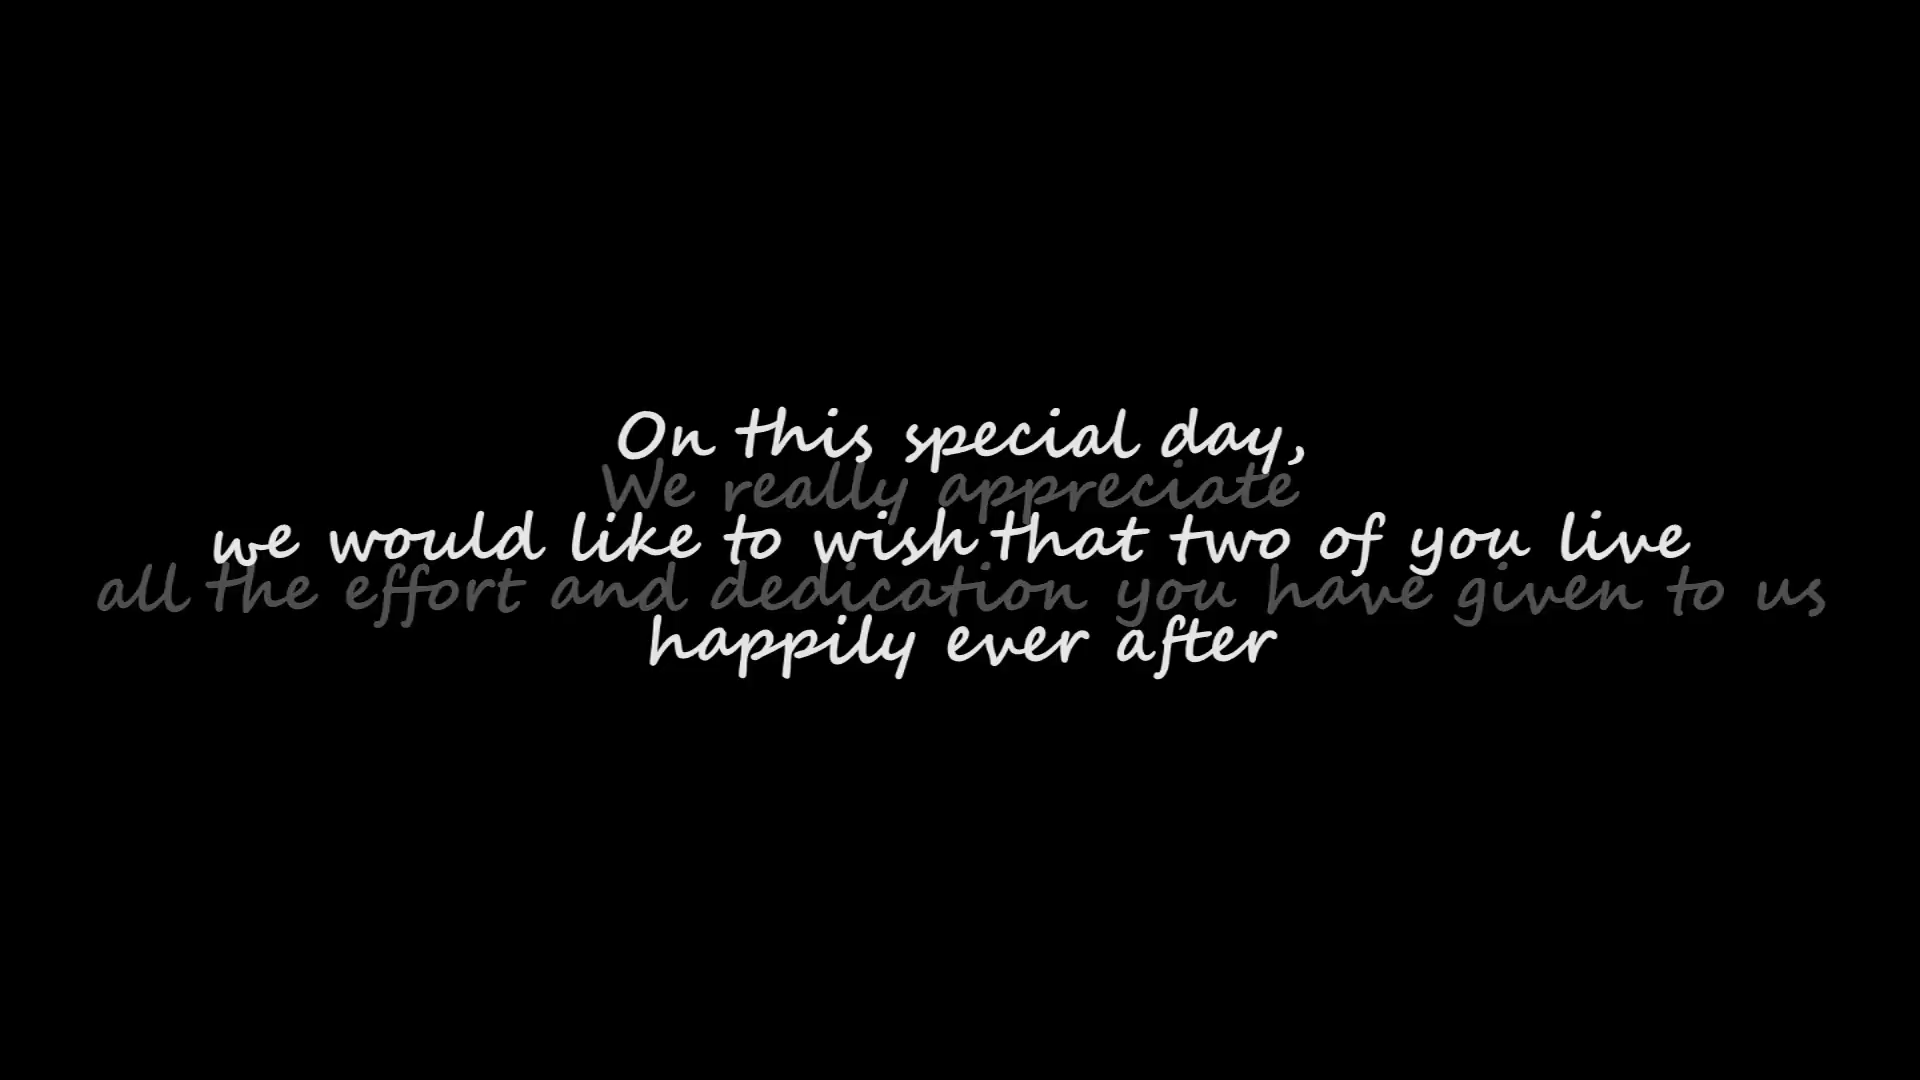 On this special day,
We really appreciate
we would like to wish that two of you live
all the effort and dedication you have given to us
happily ever after